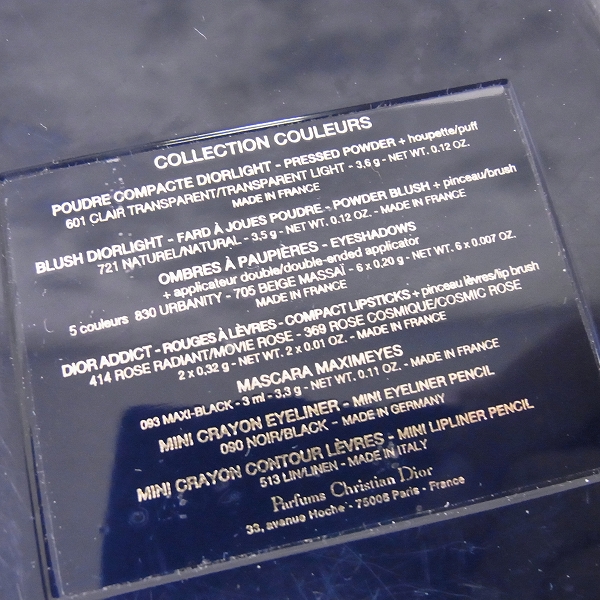 COLLECTION COULEURS
POUDRE COMPACTE DIORLIGHT - PRESSED POWDER + houpette/puff
601 CLAIR TRANSPARENT/TRANSPARENT LIGHT - 3,6 g - NET WT. 0.12 OZ.
MADE IN FRANCE
BLUSH DIORLIGHT - FARD À JOUES POUDRE - POWDER BLUSH + pinceau/brush
721 NATUREL/NATURAL - 3,5 g - NET WT. 0.12 OZ. - MADE IN FRANCE
OMBRES À PAUPIÈRES - EYESHADOWS
+ applicateur double/double-ended applicator
5 couleurs 830 URBANITY - 705 BEIGE MASSAÏ - 6 x 0,20 g - NET WT. 6 x 0.007 OZ.
MADE IN FRANCE
DIOR ADDICT - ROUGES À LÈVRES - COMPACT LIPSTICKS + pinceau lèvres/lip brush
414 ROSE RADIANT/MOVIE ROSE - 369 ROSE COSMIQUE/COSMIC ROSE
2 x 0,32 g - NET WT. 2 x 0.01 OZ. - MADE IN FRANCE
MASCARA MAXIMEYES
093 MAXI-BLACK - 3 ml - 3,3 g - NET WT. 0.11 OZ. - MADE IN FRANCE
MINI CRAYON EYELINER - MINI EYELINER PENCIL
090 NOIR/BLACK - MADE IN GERMANY
MINI CRAYON CONTOUR LÈVRES - MINI LIPLINER PENCIL
513 LIN/LINEN - MADE IN ITALY
Parfums Christian Dior
33, avenue Hoche - 75008 Paris - France